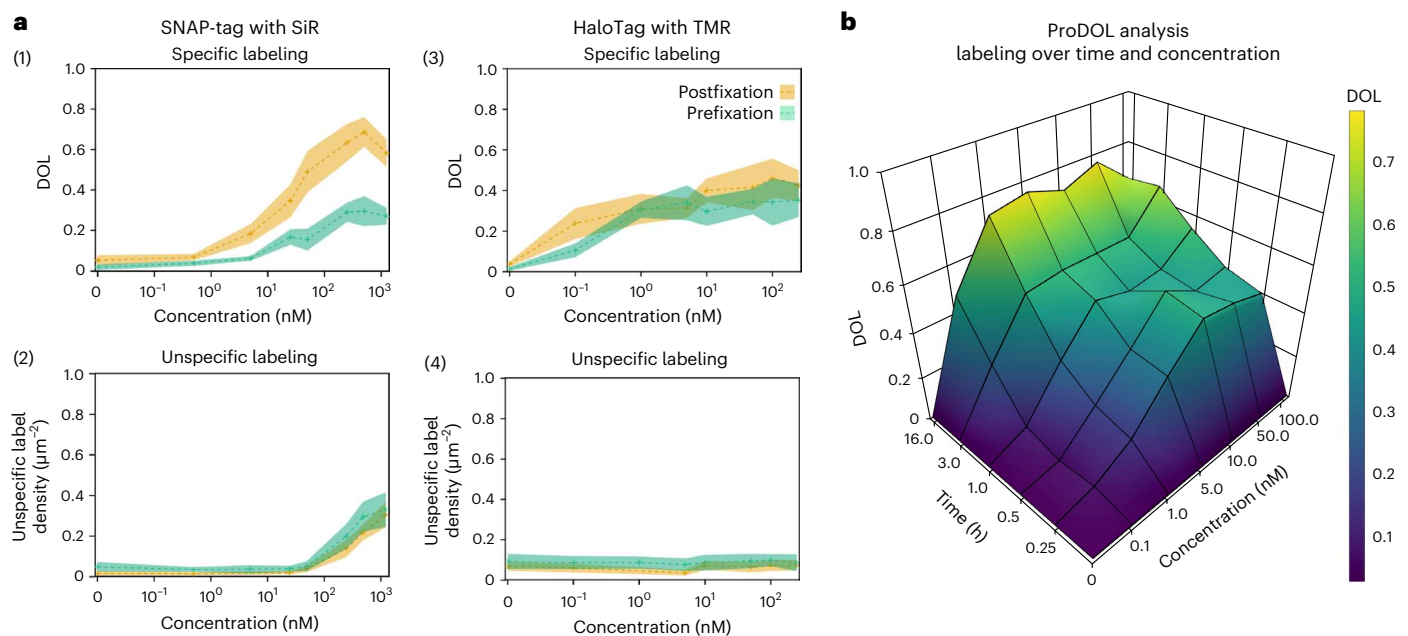 a
SNAP-tag with SiR
(1)
Specific labeling
DOL
1.0
0.8
0.6
0.4
0.2
0
0
10⁻¹
10⁰
10¹
10²
10³
Concentration (nM)
(2)
Unspecific labeling
Unspecific label
density (µm⁻²)
1.0
0.8
0.6
0.4
0.2
0
0
10⁻¹
10⁰
10¹
10²
10³
Concentration (nM)
HaloTag with TMR
(3)
Specific labeling
Postfixation
Prefixation
DOL
1.0
0.8
0.6
0.4
0.2
0
0
10⁻¹
10⁰
10¹
10²
Concentration (nM)
(4)
Unspecific labeling
Unspecific label
density (µm⁻²)
1.0
0.8
0.6
0.4
0.2
0
0
10⁻¹
10⁰
10¹
10²
Concentration (nM)
b
ProDOL analysis
labeling over time and concentration
DOL
1.0
0.8
0.6
0.4
0.2
0
16.0
3.0
1.0
0.5
0.25
0
Time (h)
0.1
1.0
5.0
10.0
50.0
100.0
Concentration (nM)
DOL
0.7
0.6
0.5
0.4
0.3
0.2
0.1